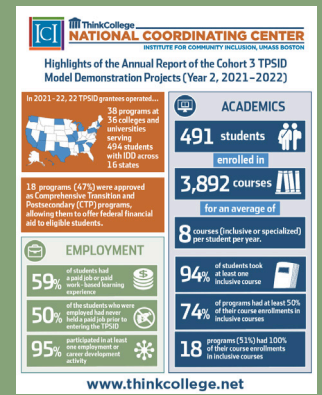 ICI
ThinkCollege
NATIONAL COORDINATING CENTER
INSTITUTE FOR COMMUNITY INCLUSION, UMASS BOSTON
Highlights of the Annual Report of the Cohort 3 TPSID
Model Demonstration Projects (Year 2, 2021–2022)
In 2021-22, 22 TPSID grantees operated...
38 programs at
36 colleges and
universities
serving
494 students
with IDD across
16 states
18 programs (47%) were approved
as Comprehensive Transition and
Postsecondary (CTP) programs,
allowing them to offer federal financial
aid to eligible students.
EMPLOYMENT
59%
of students had
a paid job or paid
work-based learning
experience
50%
of the students who were
employed had never
held a paid job prior to
entering the TPSID
95%
participated in at least
one employment or
career development
activity
ACADEMICS
491 students
enrolled in
3,892 courses
for an average of
8 courses (inclusive or specialized)
per student per year.
94%
of students took
at least one
inclusive course
74%
of programs had at least 50%
of their course enrollments
in inclusive courses
18
programs (51%) had 100%
of their course enrollments
in inclusive courses
www.thinkcollege.net